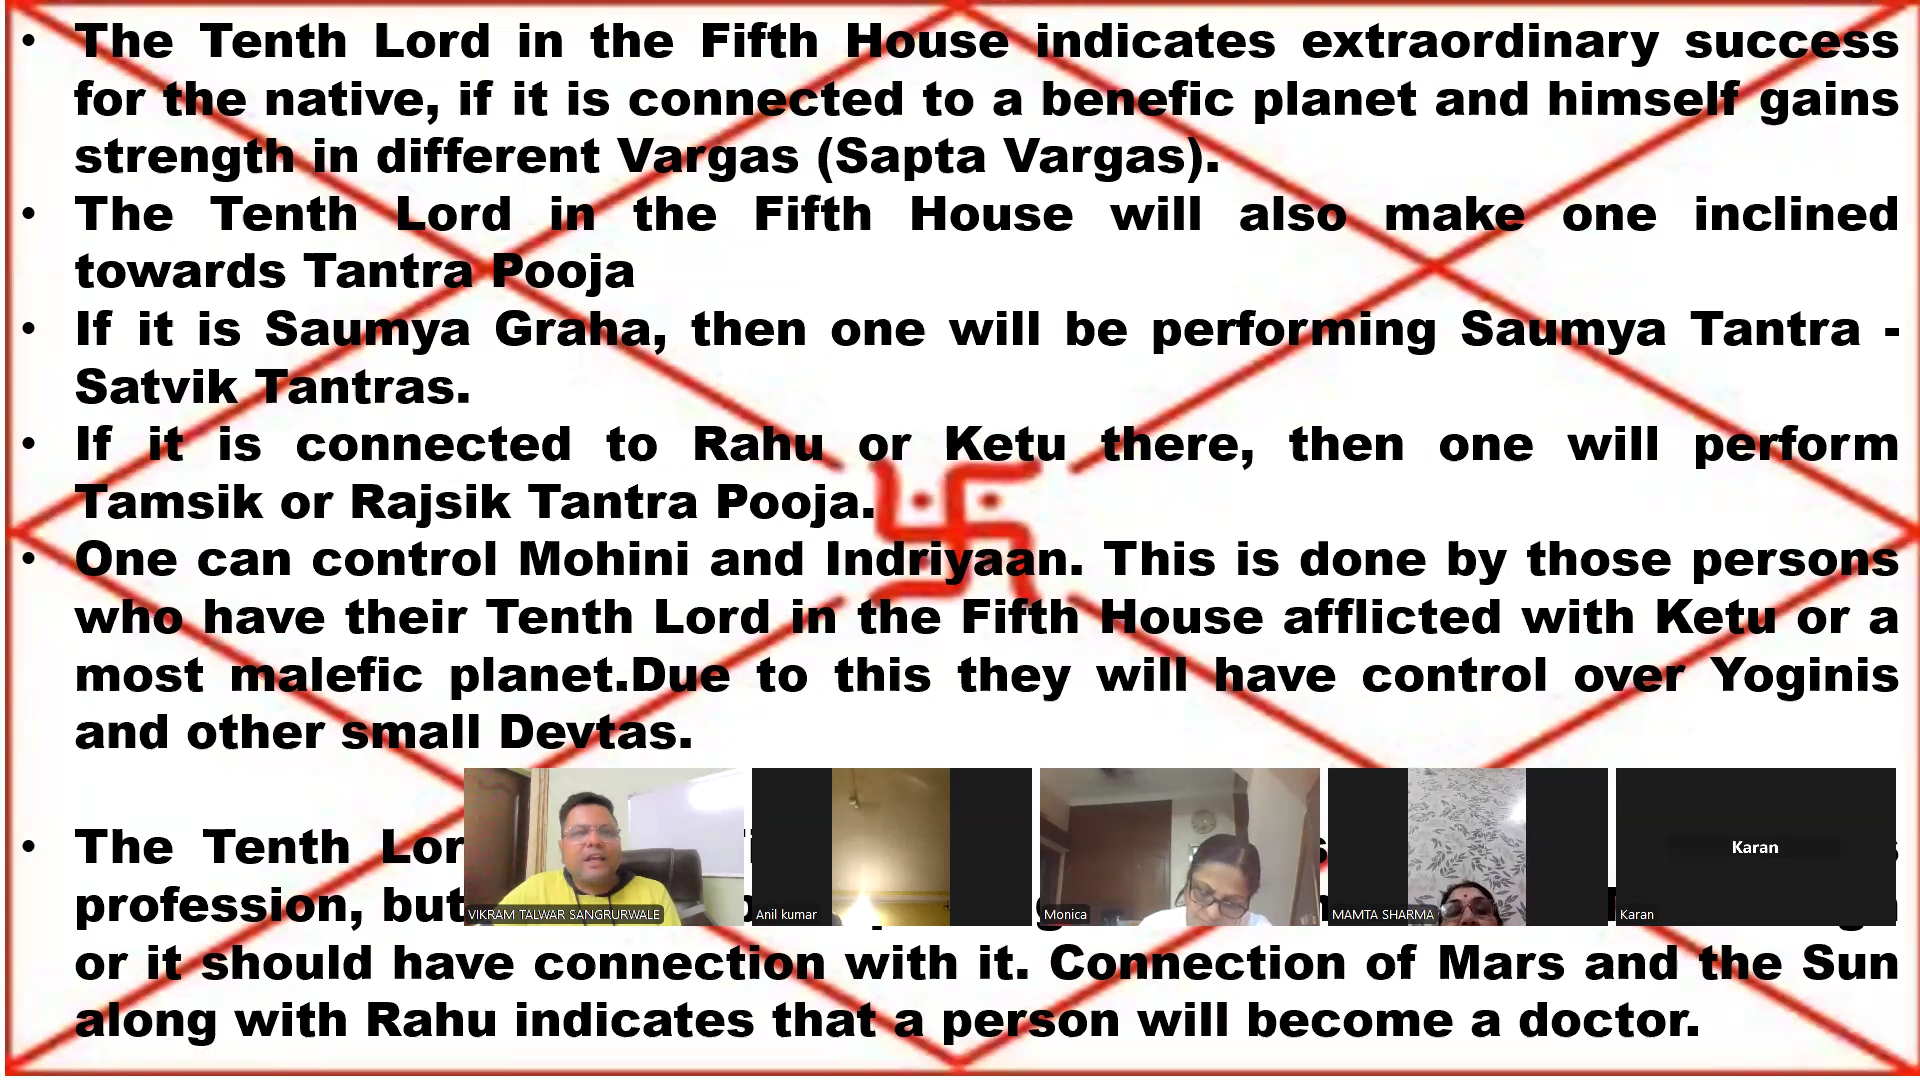 • The Tenth Lord in the Fifth House indicates extraordinary success
for the native, if it is connected to a benefic planet and himself gains
strength in different Vargas (Sapta Vargas).
• The Tenth Lord in the Fifth House will also make one inclined
towards Tantra Pooja
• If it is Saumya Graha, then one will be performing Saumya Tantra -
Satvik Tantras.
• If it is connected to Rahu or Ketu there, then one will perform
Tamsik or Rajsik Tantra Pooja.
• One can control Mohini and Indriyaan. This is done by those persons
who have their Tenth Lord in the Fifth House afflicted with Ketu or a
most malefic planet.Due to this they will have control over Yoginis
and other small Devtas.
• The Tenth
profession, but
or it should have connection with it. Connection of Mars and the Sun
along with Rahu indicates that a person will become a doctor.
VIKRAM TALWAR SANGRURWALE
Anil kumar
Monica
MAMTA SHARMA
Karan
Karan